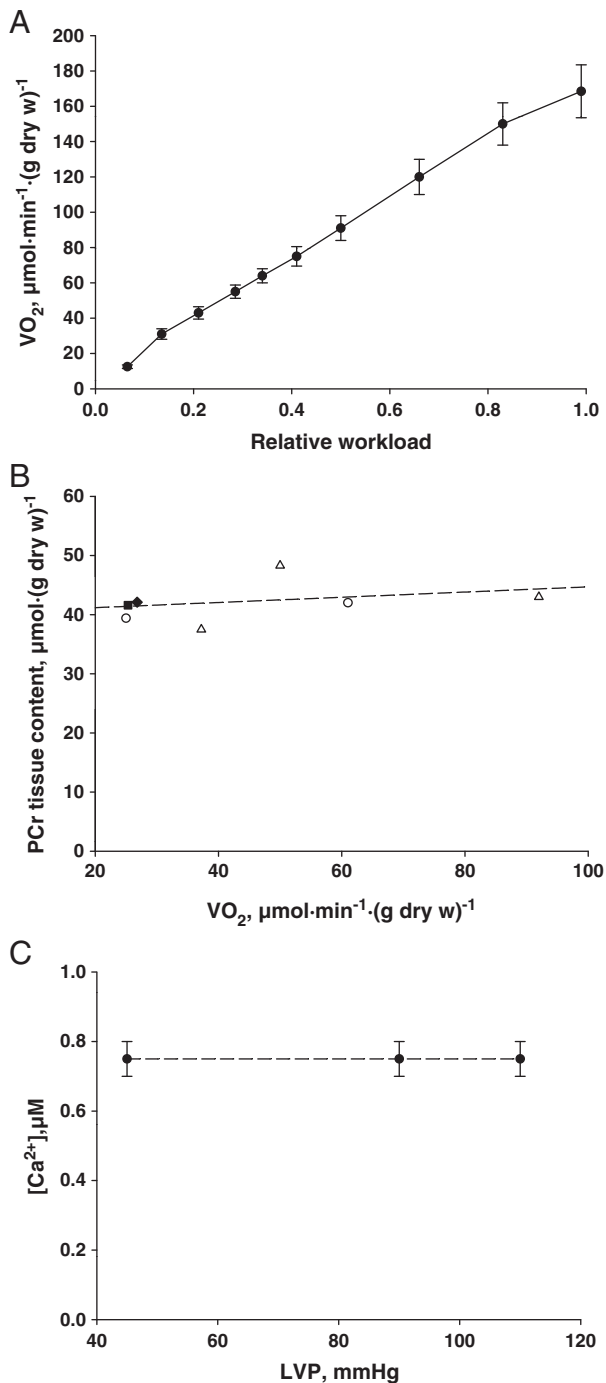 A
VO₂, µmol·min⁻¹·(g dry w)⁻¹
200
180
160
140
120
100
80
60
40
20
0
0.0 0.2 0.4 0.6 0.8 1.0
Relative workload
B
PCr tissue content, µmol·(g dry w)⁻¹
60
50
40
30
20
10
0
20 40 60 80 100
VO₂, µmol·min⁻¹·(g dry w)⁻¹
C
[Ca²⁺],µM
1.0
0.8
0.6
0.4
0.2
0.0
40 60 80 100 120
LVP, mmHg